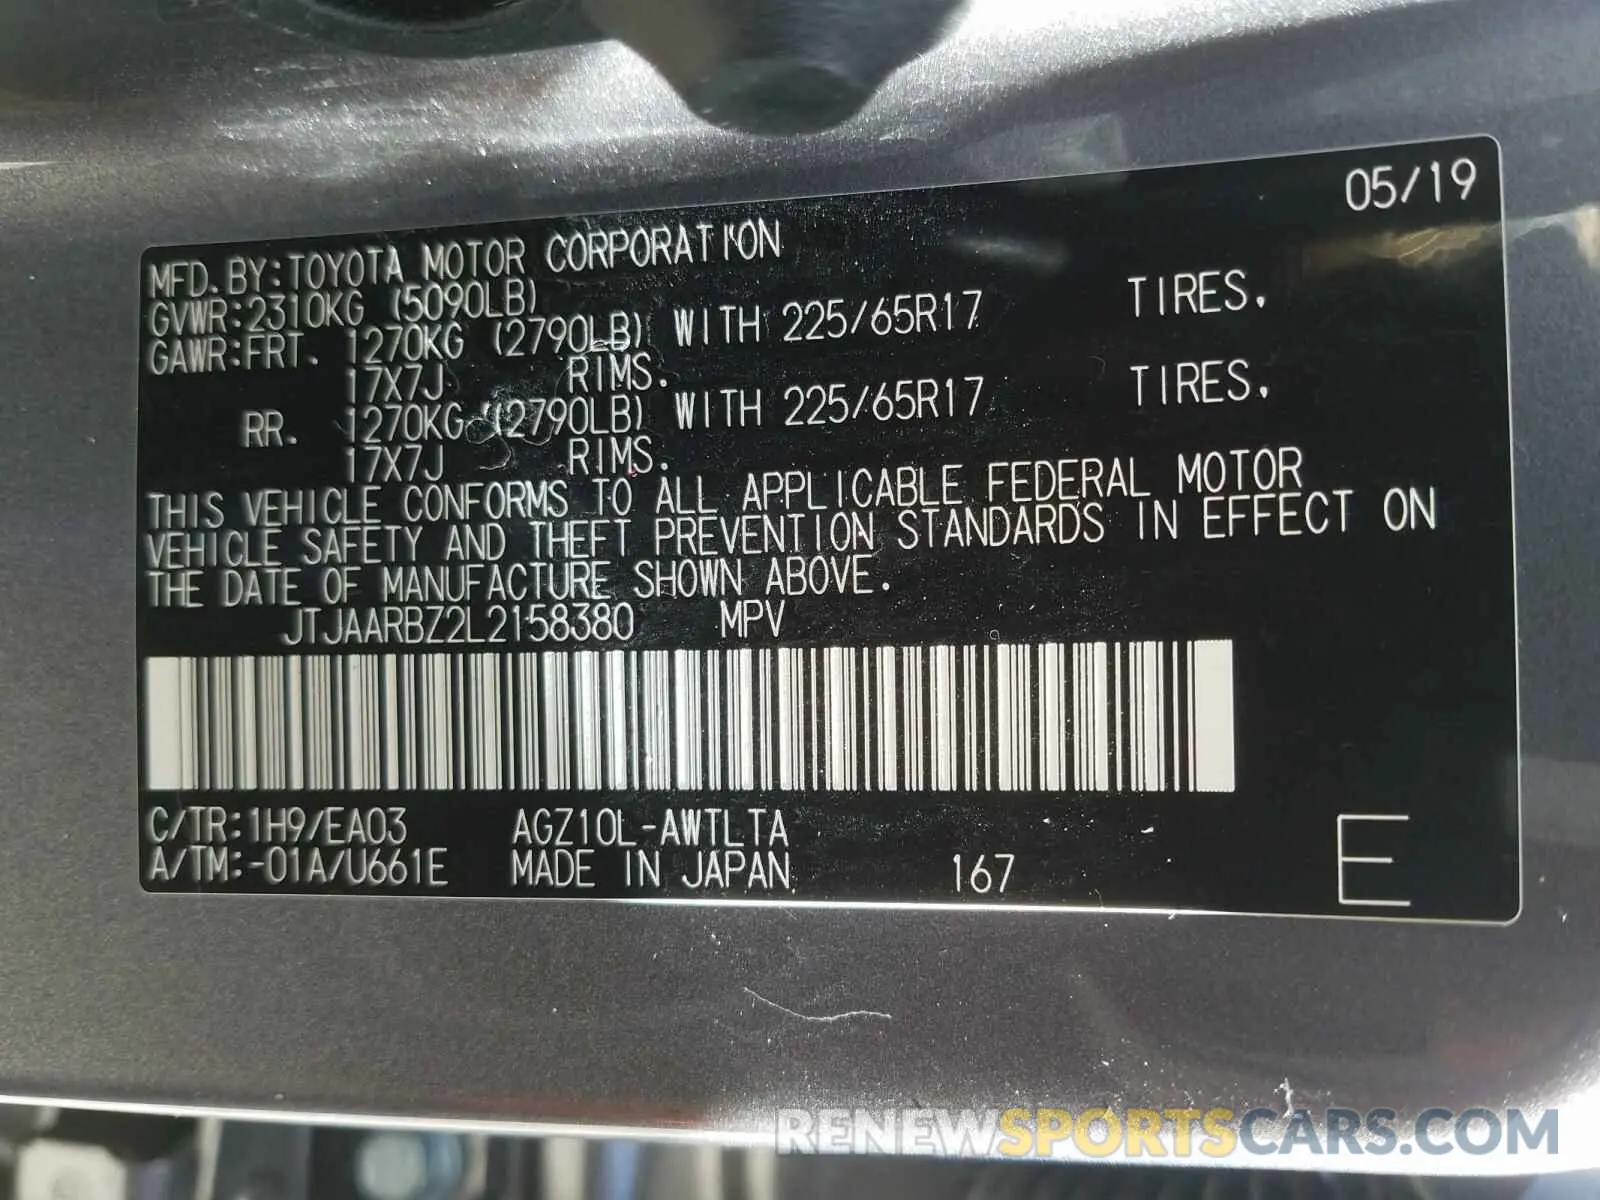 05/19
MFD.BY:TOYOTA MOTOR CORPORATION
GVWR:2310KG (5090LB)
GAWR:FRT. 1270KG (2790LB) WITH 225/65R17 TIRES,
17X7J RIMS.
RR. 1270KG (2790LB) WITH 225/65R17 TIRES,
17X7J RIMS.
THIS VEHICLE CONFORMS TO ALL APPLICABLE FEDERAL MOTOR
VEHICLE SAFETY AND THEFT PREVENTION STANDARDS IN EFFECT ON
THE DATE OF MANUFACTURE SHOWN ABOVE.
JTJAARBZ2L2158380 MPV
C/TR:1H9/EA03 AGZ10L-AWTLTA
A/TM:-01A/U661E MADE IN JAPAN 167 E
RENEWSPORTSCARS.COM